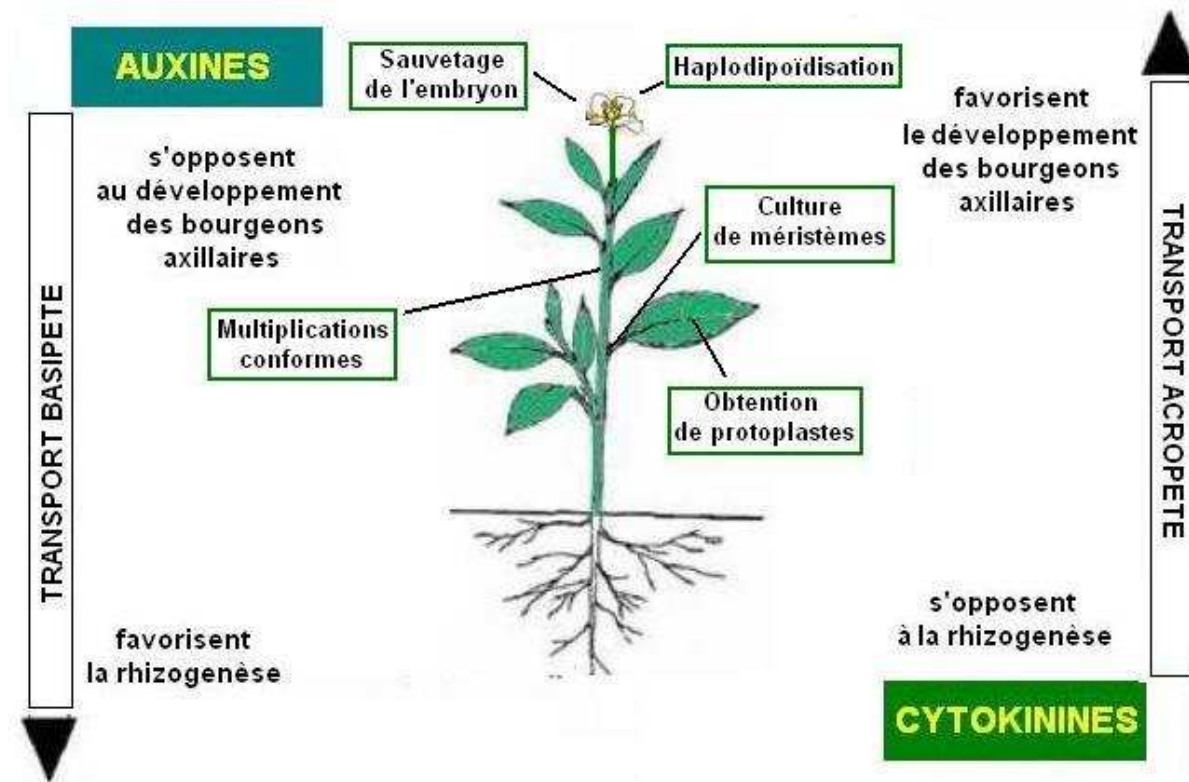 AUXINES
Sauvetage
de l'embryon
Haplodipoïdisation
s'opposent
au développement
des bourgeons
axillaires
favorisent
le développement
des bourgeons
axillaires
Culture
de méristèmes
Multiplications
conformes
Obtention
de protoplastes
TRANSPORT BASIPETE
TRANSPORT ACROPETE
favorisent
la rhizogenèse
s'opposent
à la rhizogenèse
CYTOKININES